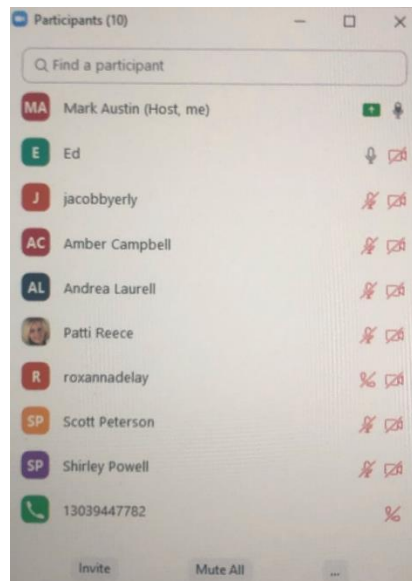 Participants (10)
Find a participant
MA Mark Austin (Host, me)
E Ed
J jacobbyerly
AC Amber Campbell
AL Andrea Laurell
Patti Reece
R roxannadelay
SP Scott Peterson
SP Shirley Powell
13039447782
Invite Mute All ...